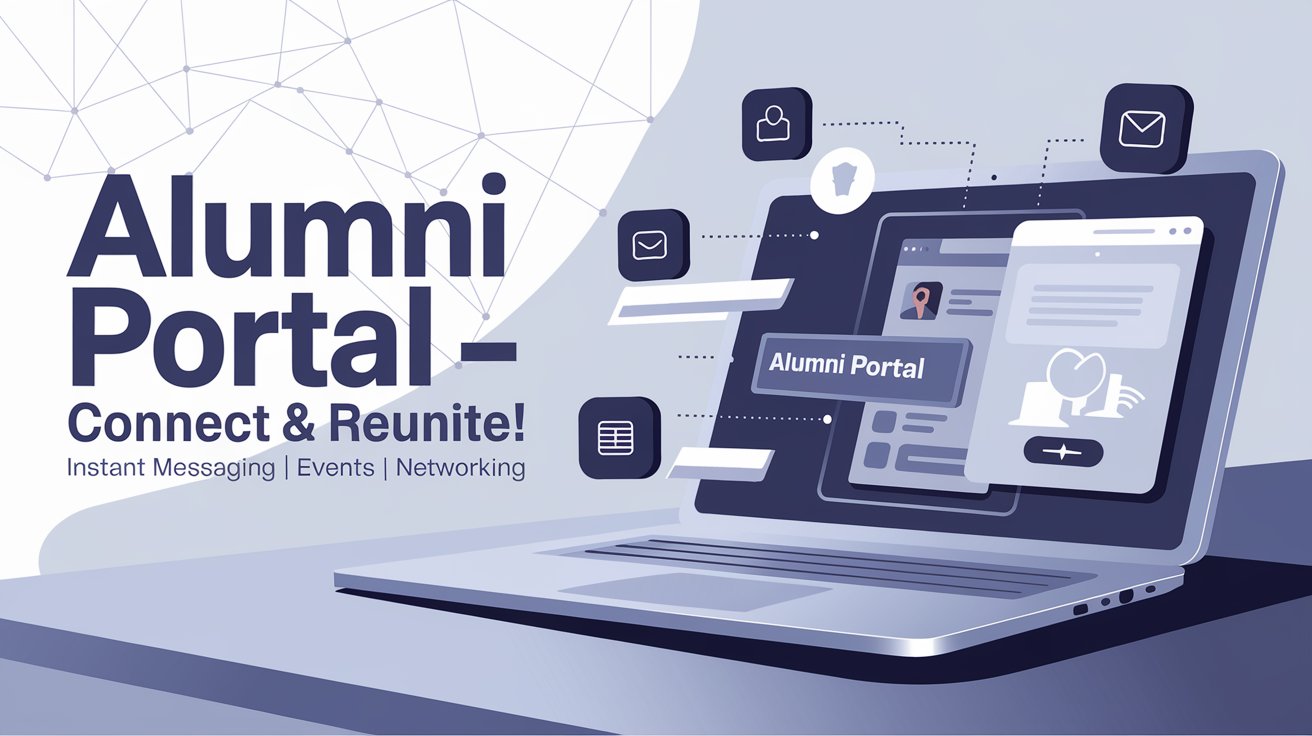 Alumni
Portal –
Connect & Reunite!
Instant Messaging | Events | Networking
Alumni Portal